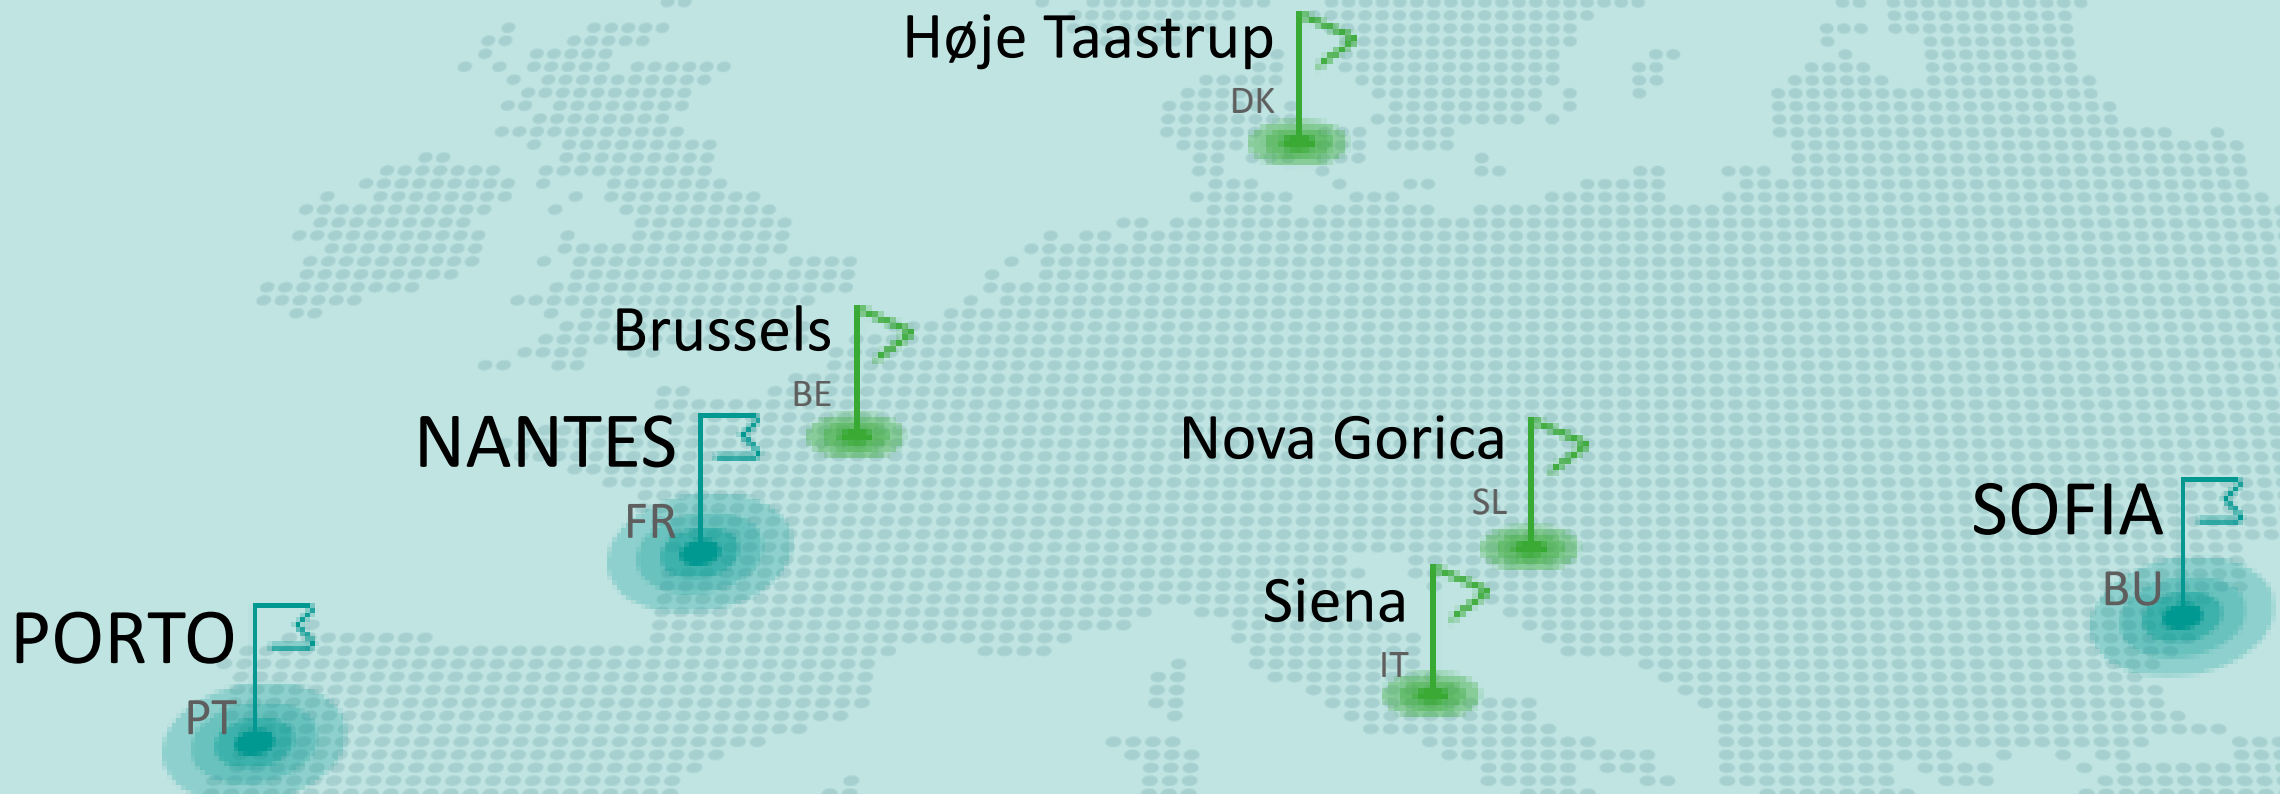 Høje Taastrup
DK
Brussels
BE
NANTES
FR
Nova Gorica
SL
SOFIA
BU
Siena
IT
PORTO
PT